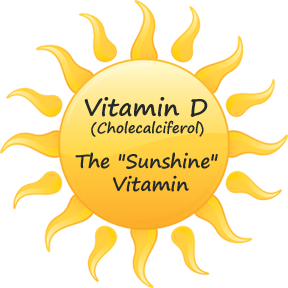 Vitamin D
(Cholecalciferol)
The "Sunshine"
Vitamin